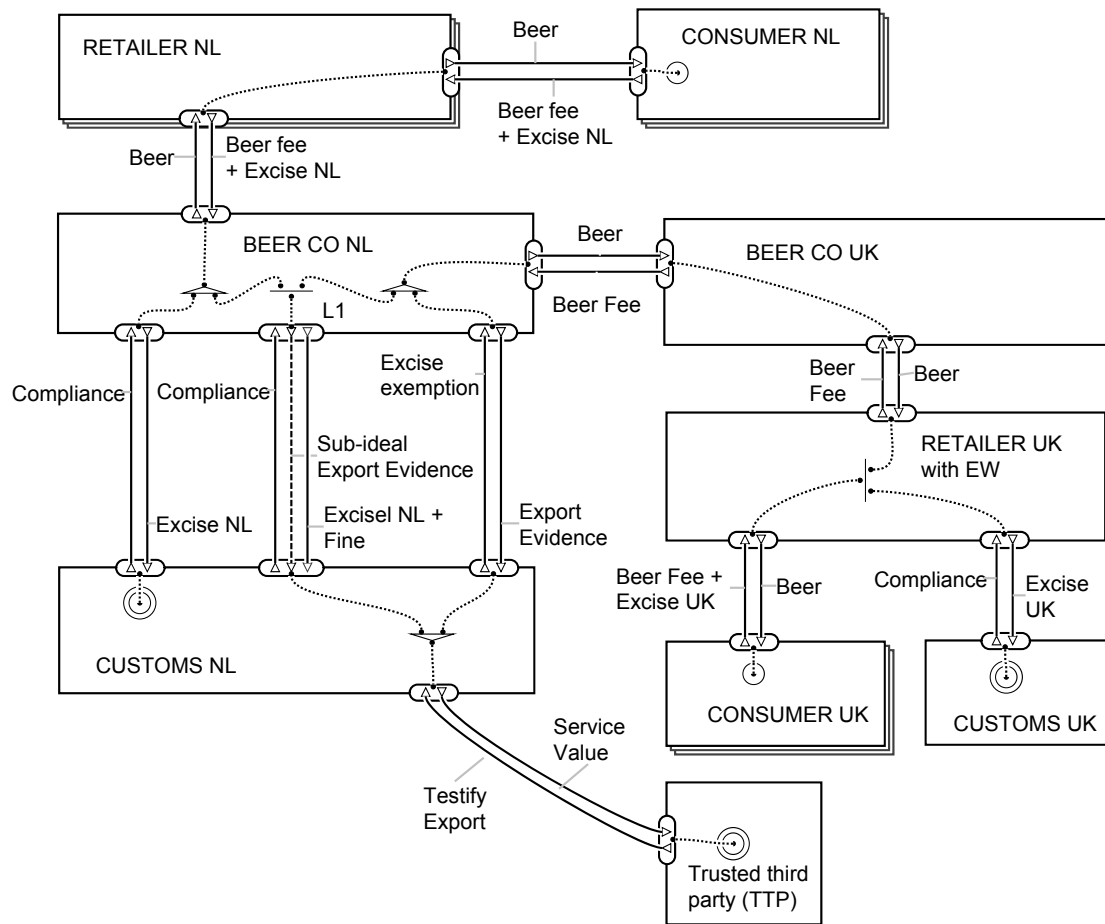 RETAILER NL
Beer
CONSUMER NL
Beer fee
+ Excise NL
Beer
Beer fee
+ Excise NL
BEER CO NL
Beer
BEER CO UK
L1
Beer Fee
Compliance
Compliance
Excise
exemption
Beer
Fee
Beer
Sub-ideal
Export Evidence
RETAILER UK
with EW
Excise NL
Excisel NL +
Fine
Export
Evidence
Beer Fee +
Excise UK
Beer
Compliance
Excise
UK
CUSTOMS NL
CONSUMER UK
CUSTOMS UK
Service
Value
Testify
Export
Trusted third
party (TTP)